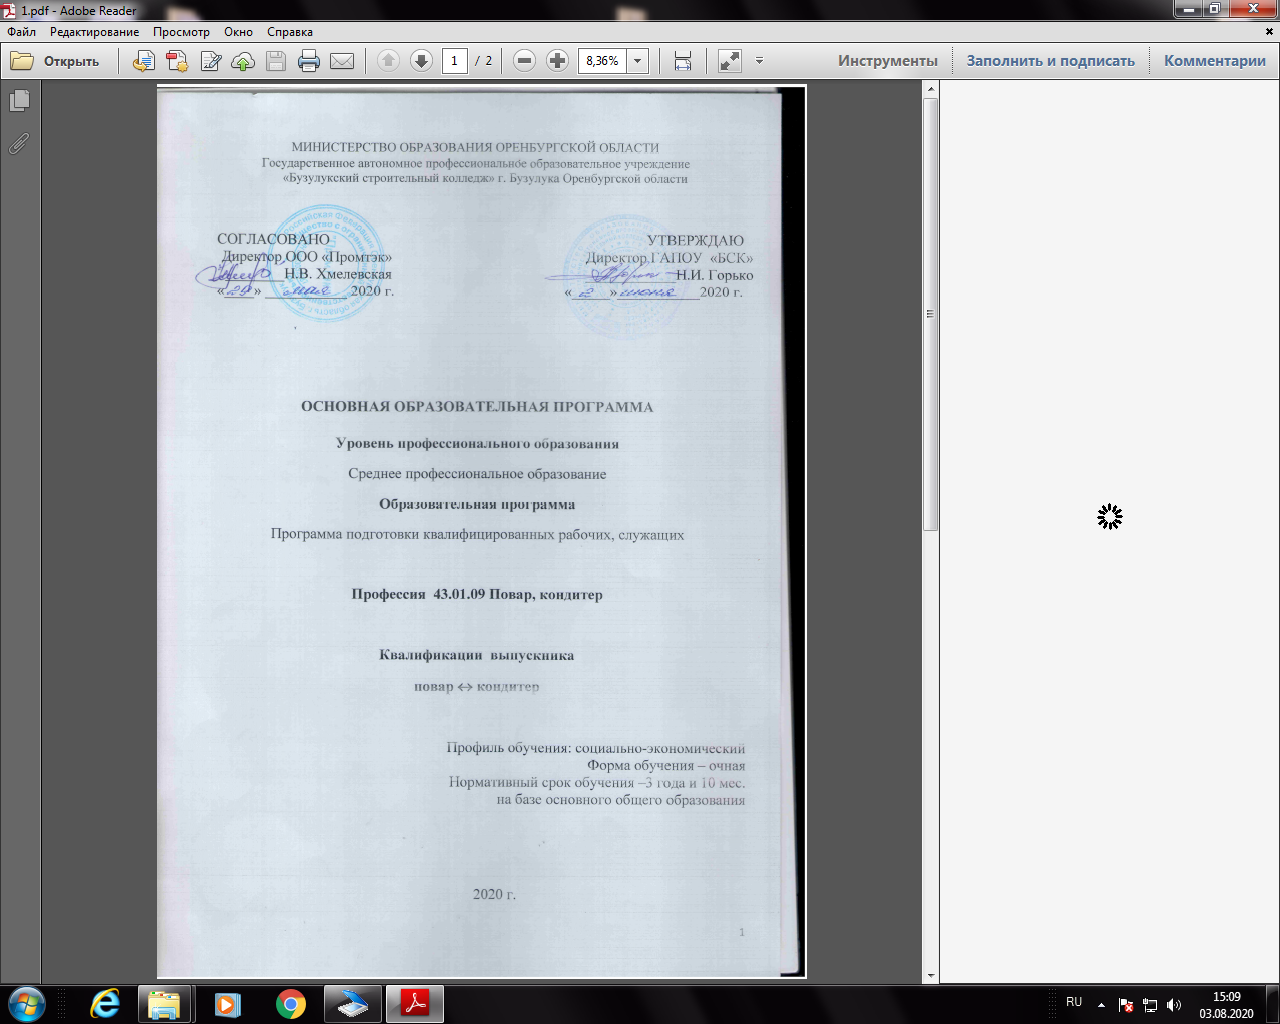 1.pdf - Adobe Reader
Файл Редактирование Просмотр Окно Справка
Открыть 1 / 2 8,36% Инструменты Заполнить и подписать Комментарии
МИНИСТЕРСТВО ОБРАЗОВАНИЯ ОРЕНБУРГСКОЙ ОБЛАСТИ
Государственное автономное профессиональное образовательное учреждение
«Бузулукский строительный колледж» г. Бузулука Оренбургской области
СОГЛАСОВАНО
Директор ООО «Промтэк»
Н.В. Хмелевская
«29» мая 2020 г.
УТВЕРЖДАЮ
Директор ГАПОУ «БСК»
Н.И. Горько
« 2 » июня 2020 г.
ОСНОВНАЯ ОБРАЗОВАТЕЛЬНАЯ ПРОГРАММА
Уровень профессионального образования
Среднее профессиональное образование
Образовательная программа
Программа подготовки квалифицированных рабочих, служащих
Профессия 43.01.09 Повар, кондитер
Квалификации выпускника
повар ↔ кондитер
Профиль обучения: социально-экономический
Форма обучения – очная
Нормативный срок обучения –3 года и 10 мес.
на базе основного общего образования
2020 г.
1
RU 15:09
03.08.2020